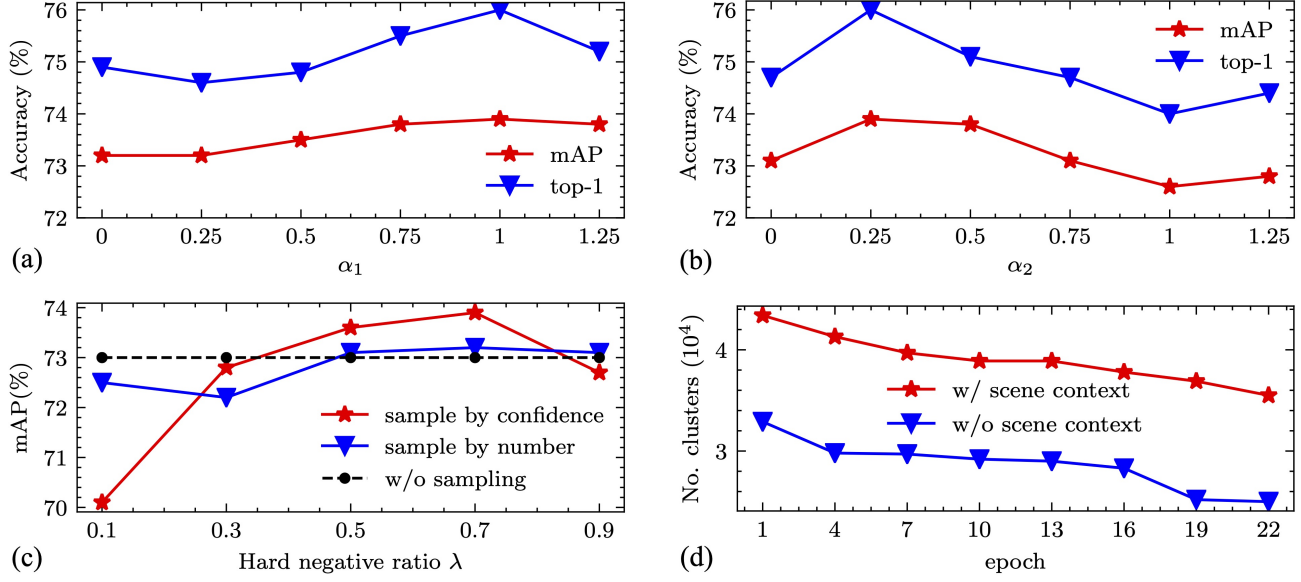 Accuracy (%)
76
75
74
73
72
0 0.25 0.5 0.75 1 1.25
α1
mAP
top-1
(a)
Accuracy (%)
76
75
74
73
72
0 0.25 0.5 0.75 1 1.25
α2
mAP
top-1
(b)
mAP(%)
74
73
72
71
70
0.1 0.3 0.5 0.7 0.9
Hard negative ratio λ
sample by confidence
sample by number
w/o sampling
(c)
No. clusters (10⁴)
4
3
1 4 7 10 13 16 19 22
epoch
w/ scene context
w/o scene context
(d)